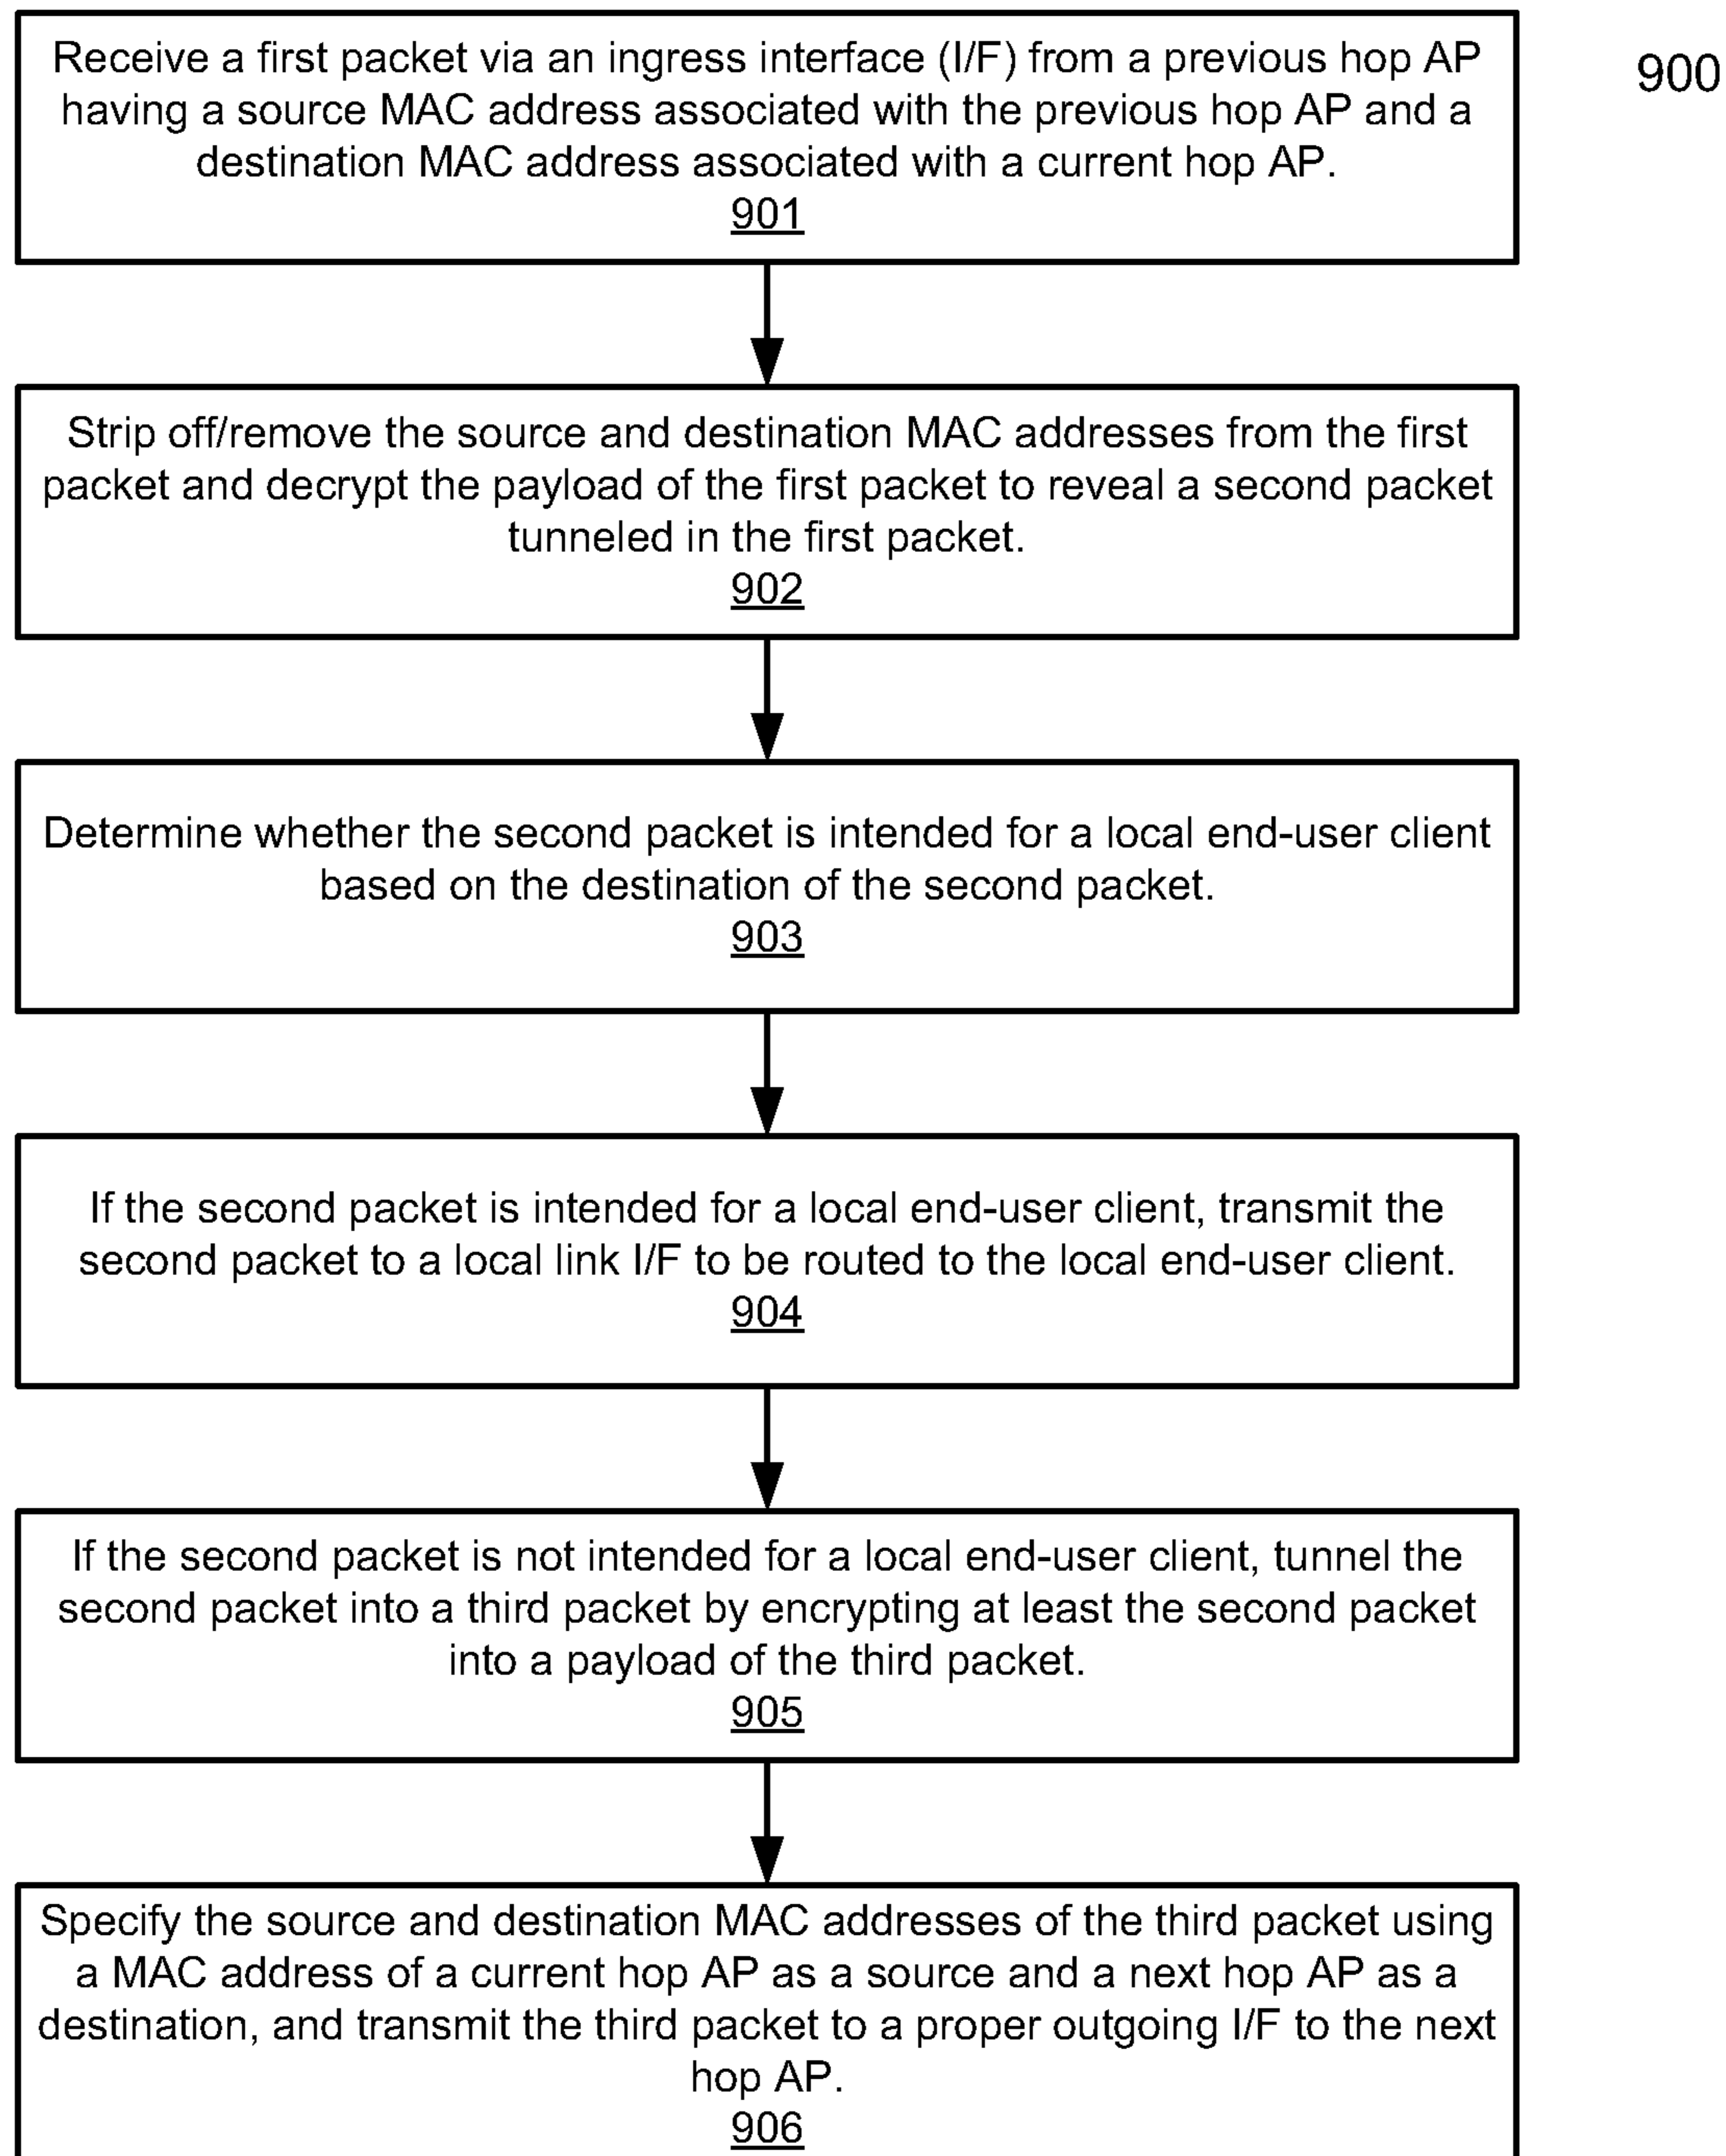 Receive a first packet via an ingress interface (I/F) from a previous hop AP
having a source MAC address associated with the previous hop AP and a
destination MAC address associated with a current hop AP.
901
900
Strip off/remove the source and destination MAC addresses from the first
packet and decrypt the payload of the first packet to reveal a second packet
tunneled in the first packet.
902
Determine whether the second packet is intended for a local end-user client
based on the destination of the second packet.
903
If the second packet is intended for a local end-user client, transmit the
second packet to a local link I/F to be routed to the local end-user client.
904
If the second packet is not intended for a local end-user client, tunnel the
second packet into a third packet by encrypting at least the second packet
into a payload of the third packet.
905
Specify the source and destination MAC addresses of the third packet using
a MAC address of a current hop AP as a source and a next hop AP as a
destination, and transmit the third packet to a proper outgoing I/F to the next
hop AP.
906